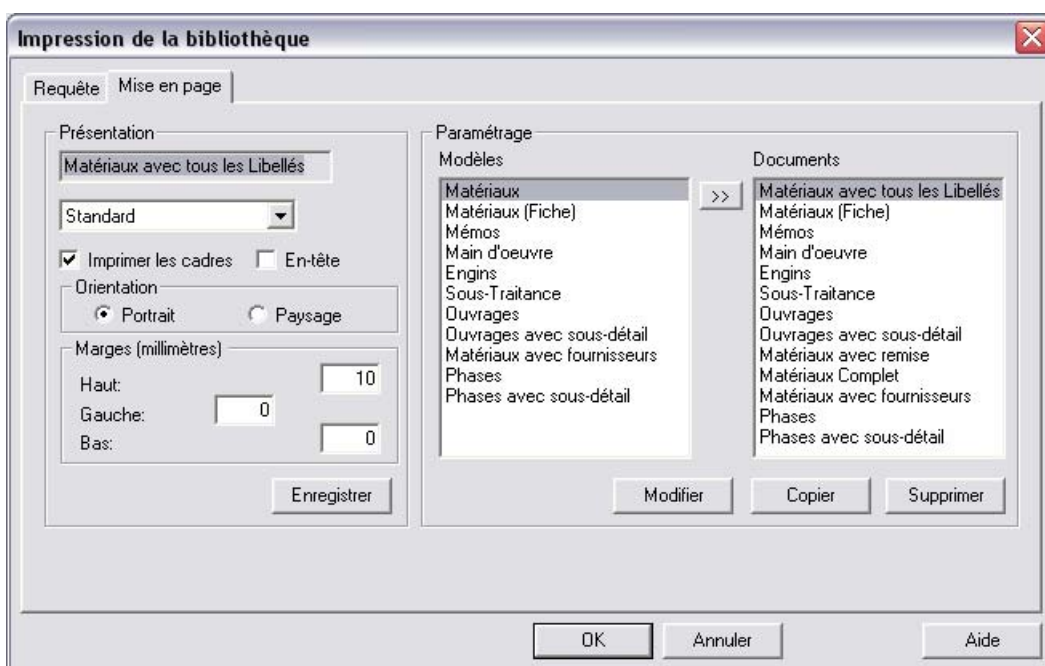 Impression de la bibliothèque
Requête
Mise en page
Présentation
Matériaux avec tous les Libellés
Standard
Imprimer les cadres
En-tête
Orientation
Portrait
Paysage
Marges (millimètres)
Haut:
10
Gauche:
0
Bas:
0
Enregistrer
Paramétrage
Modèles
Matériaux
Matériaux (Fiche)
Mémos
Main d'oeuvre
Engins
Sous-Traitance
Ouvrages
Ouvrages avec sous-détail
Matériaux avec fournisseurs
Phases
Phases avec sous-détail
>>
Documents
Matériaux avec tous les Libellés
Matériaux (Fiche)
Mémos
Main d'oeuvre
Engins
Sous-Traitance
Ouvrages
Ouvrages avec sous-détail
Matériaux avec remise
Matériaux Complet
Matériaux avec fournisseurs
Phases
Phases avec sous-détail
Modifier
Copier
Supprimer
OK
Annuler
Aide